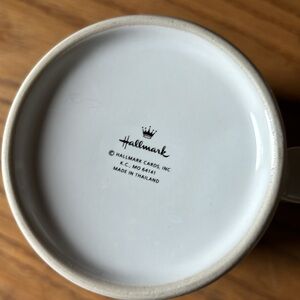 Hallmark
© HALLMARK CARDS, INC
K.C., MO 64141
MADE IN THAILAND